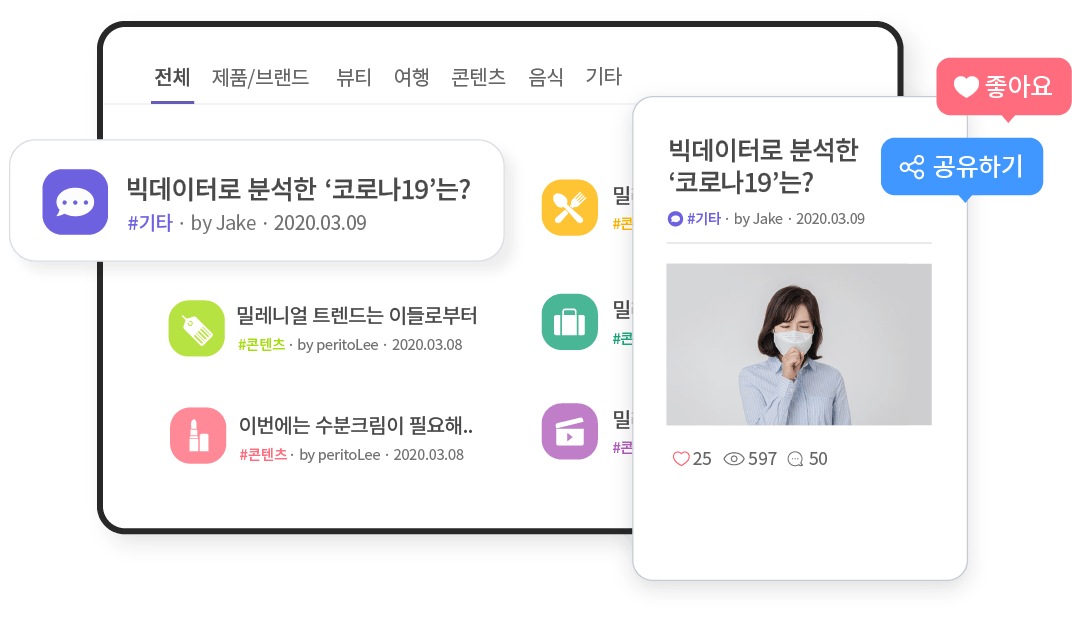 전체 제품/브랜드 뷰티 여행 콘텐츠 음식 기타
빅데이터로 분석한 ‘코로나19’는?
#기타 · by Jake · 2020.03.09
밀레니얼 트렌드는 이들로부터
#콘텐츠 · by peritoLee · 2020.03.08
이번에는 수분크림이 필요해..
#콘텐츠 · by peritoLee · 2020.03.08
밀
#콘
밀
#콘
밀
#콘
좋아요
공유하기
빅데이터로 분석한
‘코로나19’는?
#기타 · by Jake · 2020.03.09
25 597 50